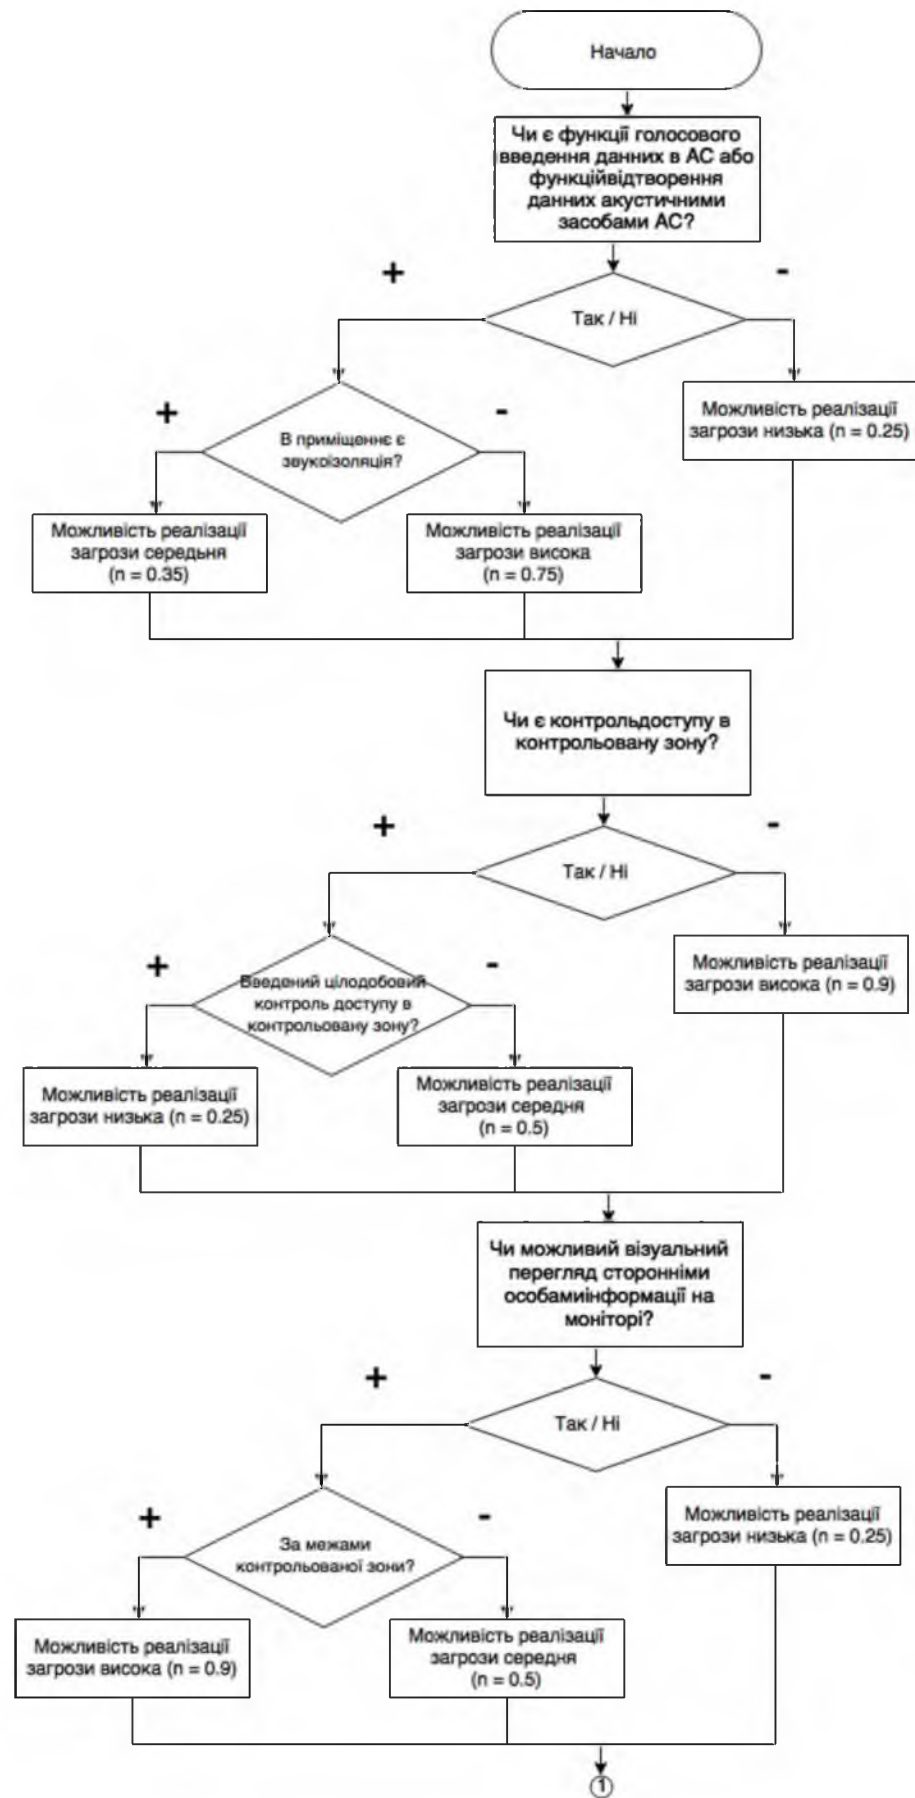 Начало
Чи є функції голосового
введення данних в АС або
функційвідтворення
данних акустичними
засобами АС?
+
-
Так / Ні
Можливість реалізації
загрози низька (n = 0.25)
+
-
В приміщеннє є
звукоізоляція?
Можливість реалізації
загрози середьня
(n = 0.35)
Можливість реалізації
загрози висока
(n = 0.75)
Чи є контрольдоступу в
контрольовану зону?
+
-
Так / Ні
Можливість реалізації
загрози висока (n = 0.9)
+
-
Введений цілодобовий
контроль доступу в
контрольовану зону?
Можливість реалізації
загрози низька (n = 0.25)
Можливість реалізації
загрози середня
(n = 0.5)
Чи можливий візуальний
перегляд сторонніми
особамиінформації на
моніторі?
+
-
Так / Ні
Можливість реалізації
загрози низька (n = 0.25)
+
-
За межами
контрольованої зони?
Можливість реалізації
загрози висока (n = 0.9)
Можливість реалізації
загрози середня
(n = 0.5)
1